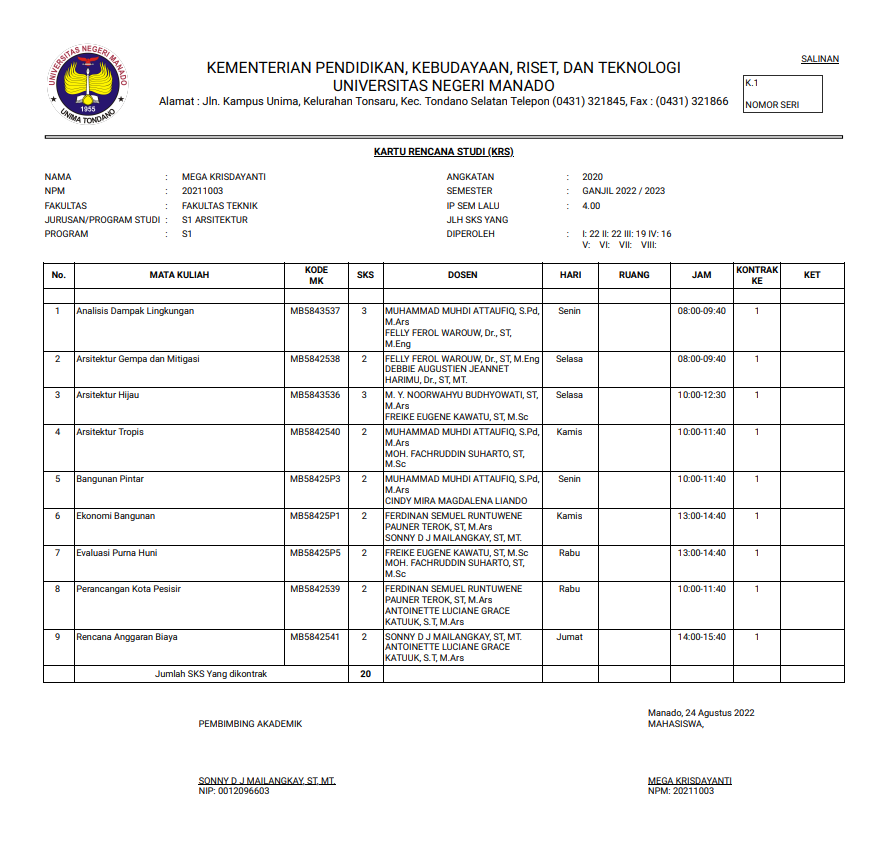 UNIVERSITAS NEGERI MANADO
1955
UNIMA TONDANO
SALINAN
KEMENTERIAN PENDIDIKAN, KEBUDAYAAN, RISET, DAN TEKNOLOGI
UNIVERSITAS NEGERI MANADO
Alamat : Jln. Kampus Unima, Kelurahan Tonsaru, Kec. Tondano Selatan Telepon (0431) 321845, Fax : (0431) 321866
K.1
NOMOR SERI
KARTU RENCANA STUDI (KRS)
NAMA : MEGA KRISDAYANTI ANGKATAN : 2020
NPM : 20211003 SEMESTER : GANJIL 2022 / 2023
FAKULTAS : FAKULTAS TEKNIK IP SEM LALU : 4.00
JURUSAN/PROGRAM STUDI : S1 ARSITEKTUR JLH SKS YANG
PROGRAM : S1 DIPEROLEH : I: 22 II: 22 III: 19 IV: 16
V: VI: VII: VIII:
No. MATA KULIAH KODE MK SKS DOSEN HARI RUANG JAM KONTRAK KE KET
1 Analisis Dampak Lingkungan MB5843537 3 MUHAMMAD MUHDI ATTAUFIQ, S.Pd, Senin 08:00-09:40 1
M.Ars
FELLY FEROL WAROUW, Dr., ST,
M.Eng
2 Arsitektur Gempa dan Mitigasi MB5842538 2 FELLY FEROL WAROUW, Dr., ST, M.Eng Selasa 08:00-09:40 1
DEBBIE AUGUSTIEN JEANNET
HARIMU, Dr., ST, MT.
3 Arsitektur Hijau MB5843536 3 M. Y. NOORWAHYU BUDHYOWATI, ST, Selasa 10:00-12:30 1
M.Ars
FREIKE EUGENE KAWATU, ST, M.Sc
4 Arsitektur Tropis MB5842540 2 MUHAMMAD MUHDI ATTAUFIQ, S.Pd, Kamis 10:00-11:40 1
M.Ars
MOH. FACHRUDDIN SUHARTO, ST,
M.Sc
5 Bangunan Pintar MB58425P3 2 MUHAMMAD MUHDI ATTAUFIQ, S.Pd, Senin 10:00-11:40 1
M.Ars
CINDY MIRA MAGDALENA LIANDO
6 Ekonomi Bangunan MB58425P1 2 FERDINAN SEMUEL RUNTUWENE Kamis 13:00-14:40 1
PAUNER TEROK, ST, M.Ars
SONNY D J MAILANGKAY, ST, MT.
7 Evaluasi Purna Huni MB58425P5 2 FREIKE EUGENE KAWATU, ST, M.Sc Rabu 13:00-14:40 1
MOH. FACHRUDDIN SUHARTO, ST,
M.Sc
8 Perancangan Kota Pesisir MB5842539 2 FERDINAN SEMUEL RUNTUWENE Rabu 10:00-11:40 1
PAUNER TEROK, ST, M.Ars
ANTOINETTE LUCIANE GRACE
KATUUK, S.T, M.Ars
9 Rencana Anggaran Biaya MB5842541 2 SONNY D J MAILANGKAY, ST, MT. Jumat 14:00-15:40 1
ANTOINETTE LUCIANE GRACE
KATUUK, S.T, M.Ars
Jumlah SKS Yang dikontrak 20
Manado, 24 Agustus 2022
PEMBIMBING AKADEMIK MAHASISWA,
SONNY D J MAILANGKAY, ST, MT. MEGA KRISDAYANTI
NIP: 0012096603 NPM: 20211003